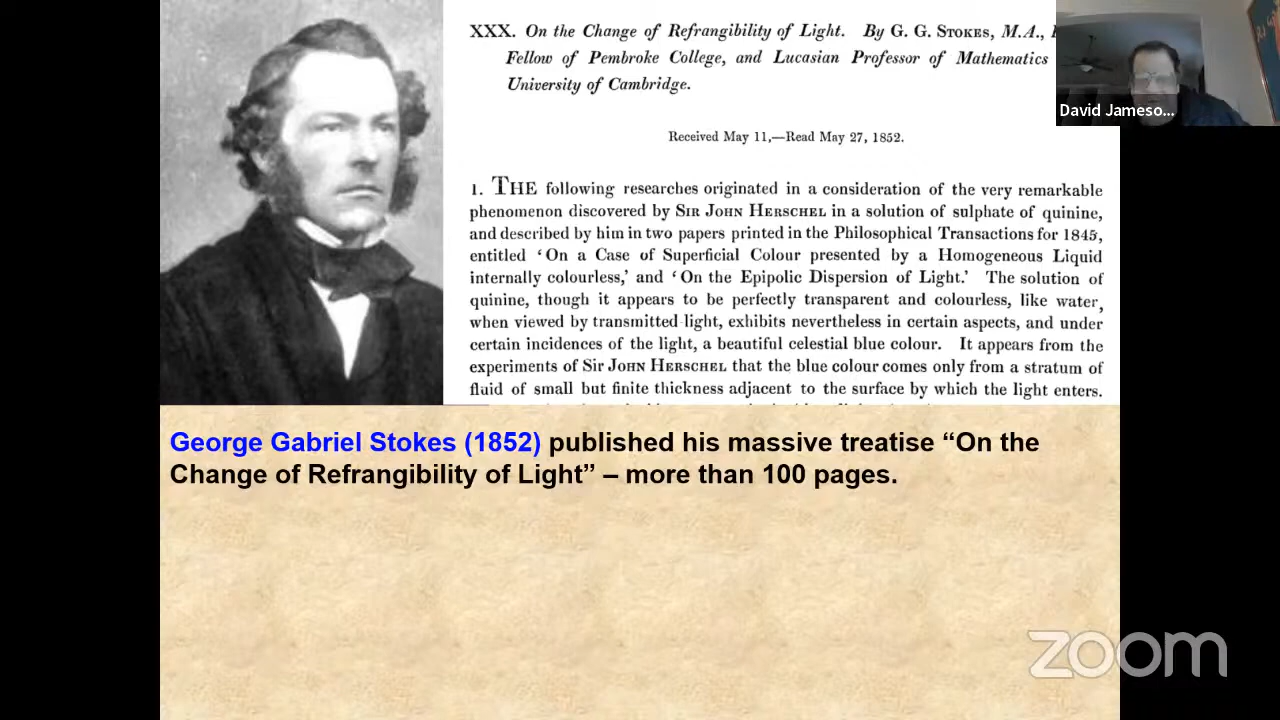 XXX. On the Change of Refrangibility of Light. By G. G. STOKES, M.A.,
Fellow of Pembroke College, and Lucasian Professor of Mathematics
University of Cambridge.
Received May 11,—Read May 27, 1852.
1. THE following researches originated in a consideration of the very remarkable
phenomenon discovered by SIR JOHN HERSCHEL in a solution of sulphate of quinine,
and described by him in two papers printed in the Philosophical Transactions for 1845,
entitled ‘On a Case of Superficial Colour presented by a Homogeneous Liquid
internally colourless,’ and ‘On the Epipolic Dispersion of Light.’ The solution of
quinine, though it appears to be perfectly transparent and colourless, like water,
when viewed by transmitted light, exhibits nevertheless in certain aspects, and under
certain incidences of the light, a beautiful celestial blue colour. It appears from the
experiments of Sir JOHN HERSCHEL that the blue colour comes only from a stratum of
fluid of small but finite thickness adjacent to the surface by which the light enters.
David Jameso...
George Gabriel Stokes (1852) published his massive treatise “On the
Change of Refrangibility of Light” – more than 100 pages.
zoom